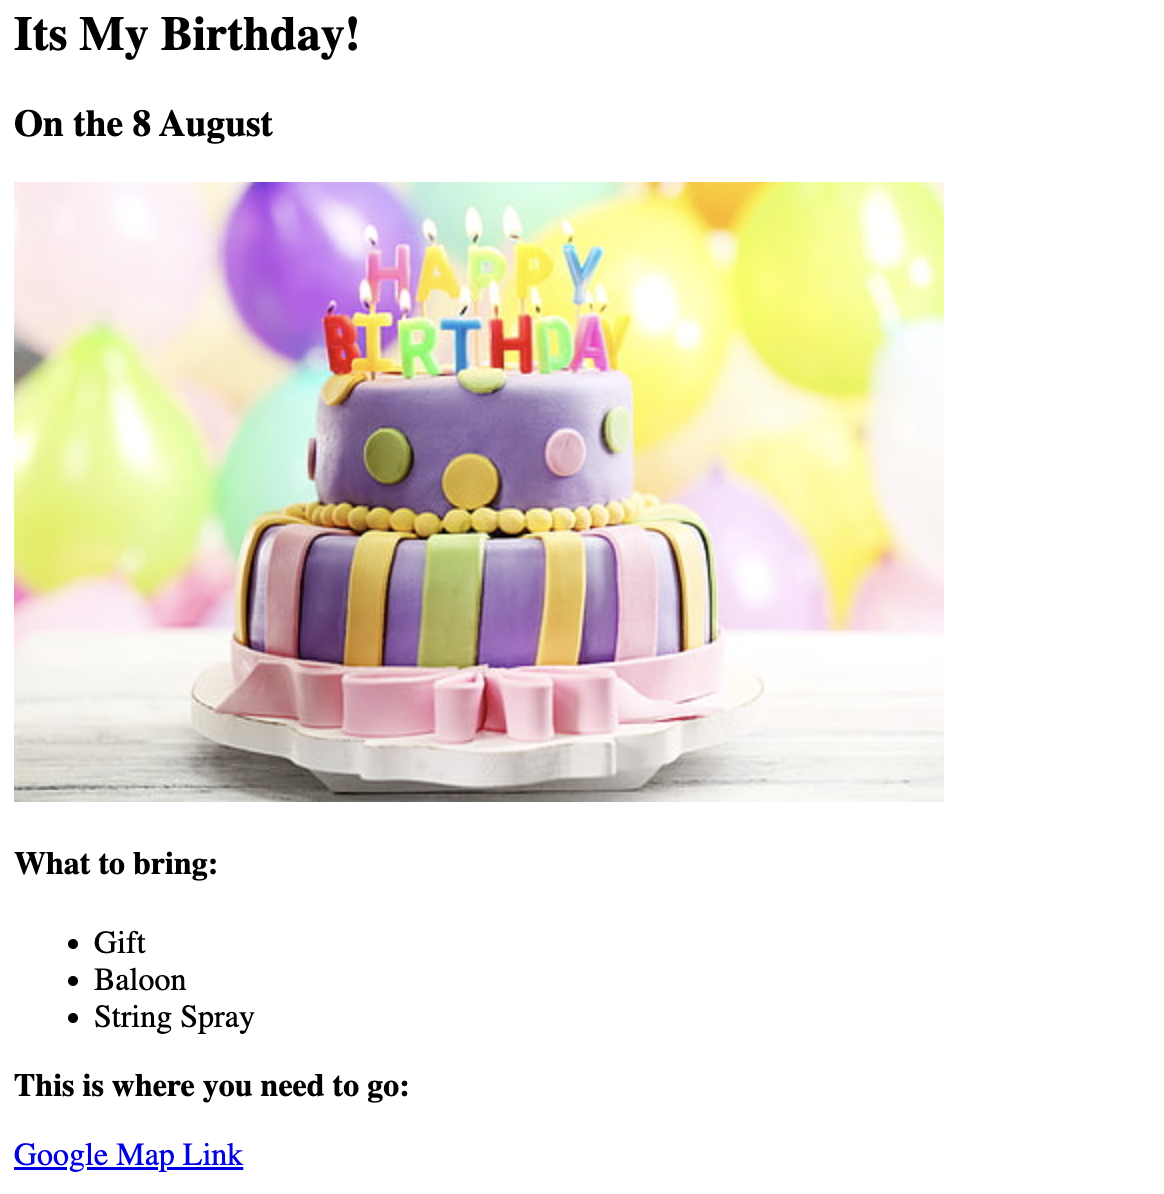 Its My Birthday!
On the 8 August
HAPPY
BIRTHDAY
What to bring:
Gift
Baloon
String Spray
This is where you need to go:
Google Map Link